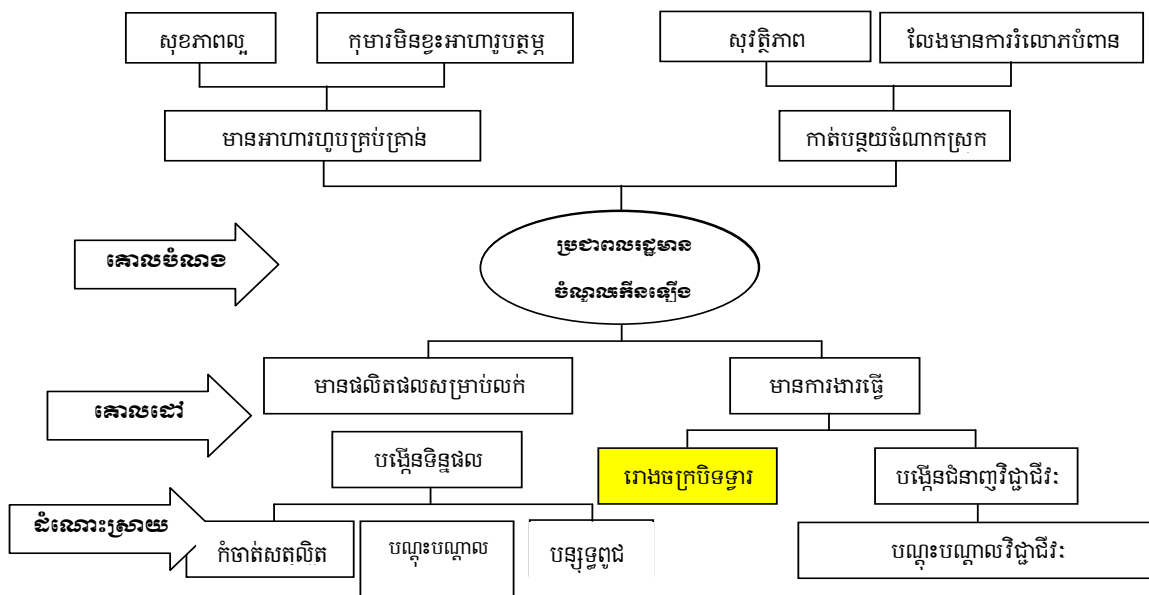 សុខភាពល្អ
កុមារមិនខ្វះអាហារូបត្ថម្ភ
សុវត្ថិភាព
លែងមានការរំលោភបំពាន
មានអាហារហូបគ្រប់គ្រាន់
កាត់បន្ថយចំណាកស្រុក
គោលបំណង
ប្រជាពលរដ្ឋមាន
ចំណូលកើនឡើង
គោលដៅ
មានផលិតផលសម្រាប់លក់
មានការងារធ្វើ
បង្កើនទិន្នផល
រោងចក្របិទទ្វារ
បង្កើនជំនាញវិជ្ជាជីវៈ
ដំណោះស្រាយ
កំចាត់សត្វល្អិត
បណ្តុះបណ្តាល
បន្សុទ្ធពូជ
បណ្តុះបណ្តាលវិជ្ជាជីវៈ